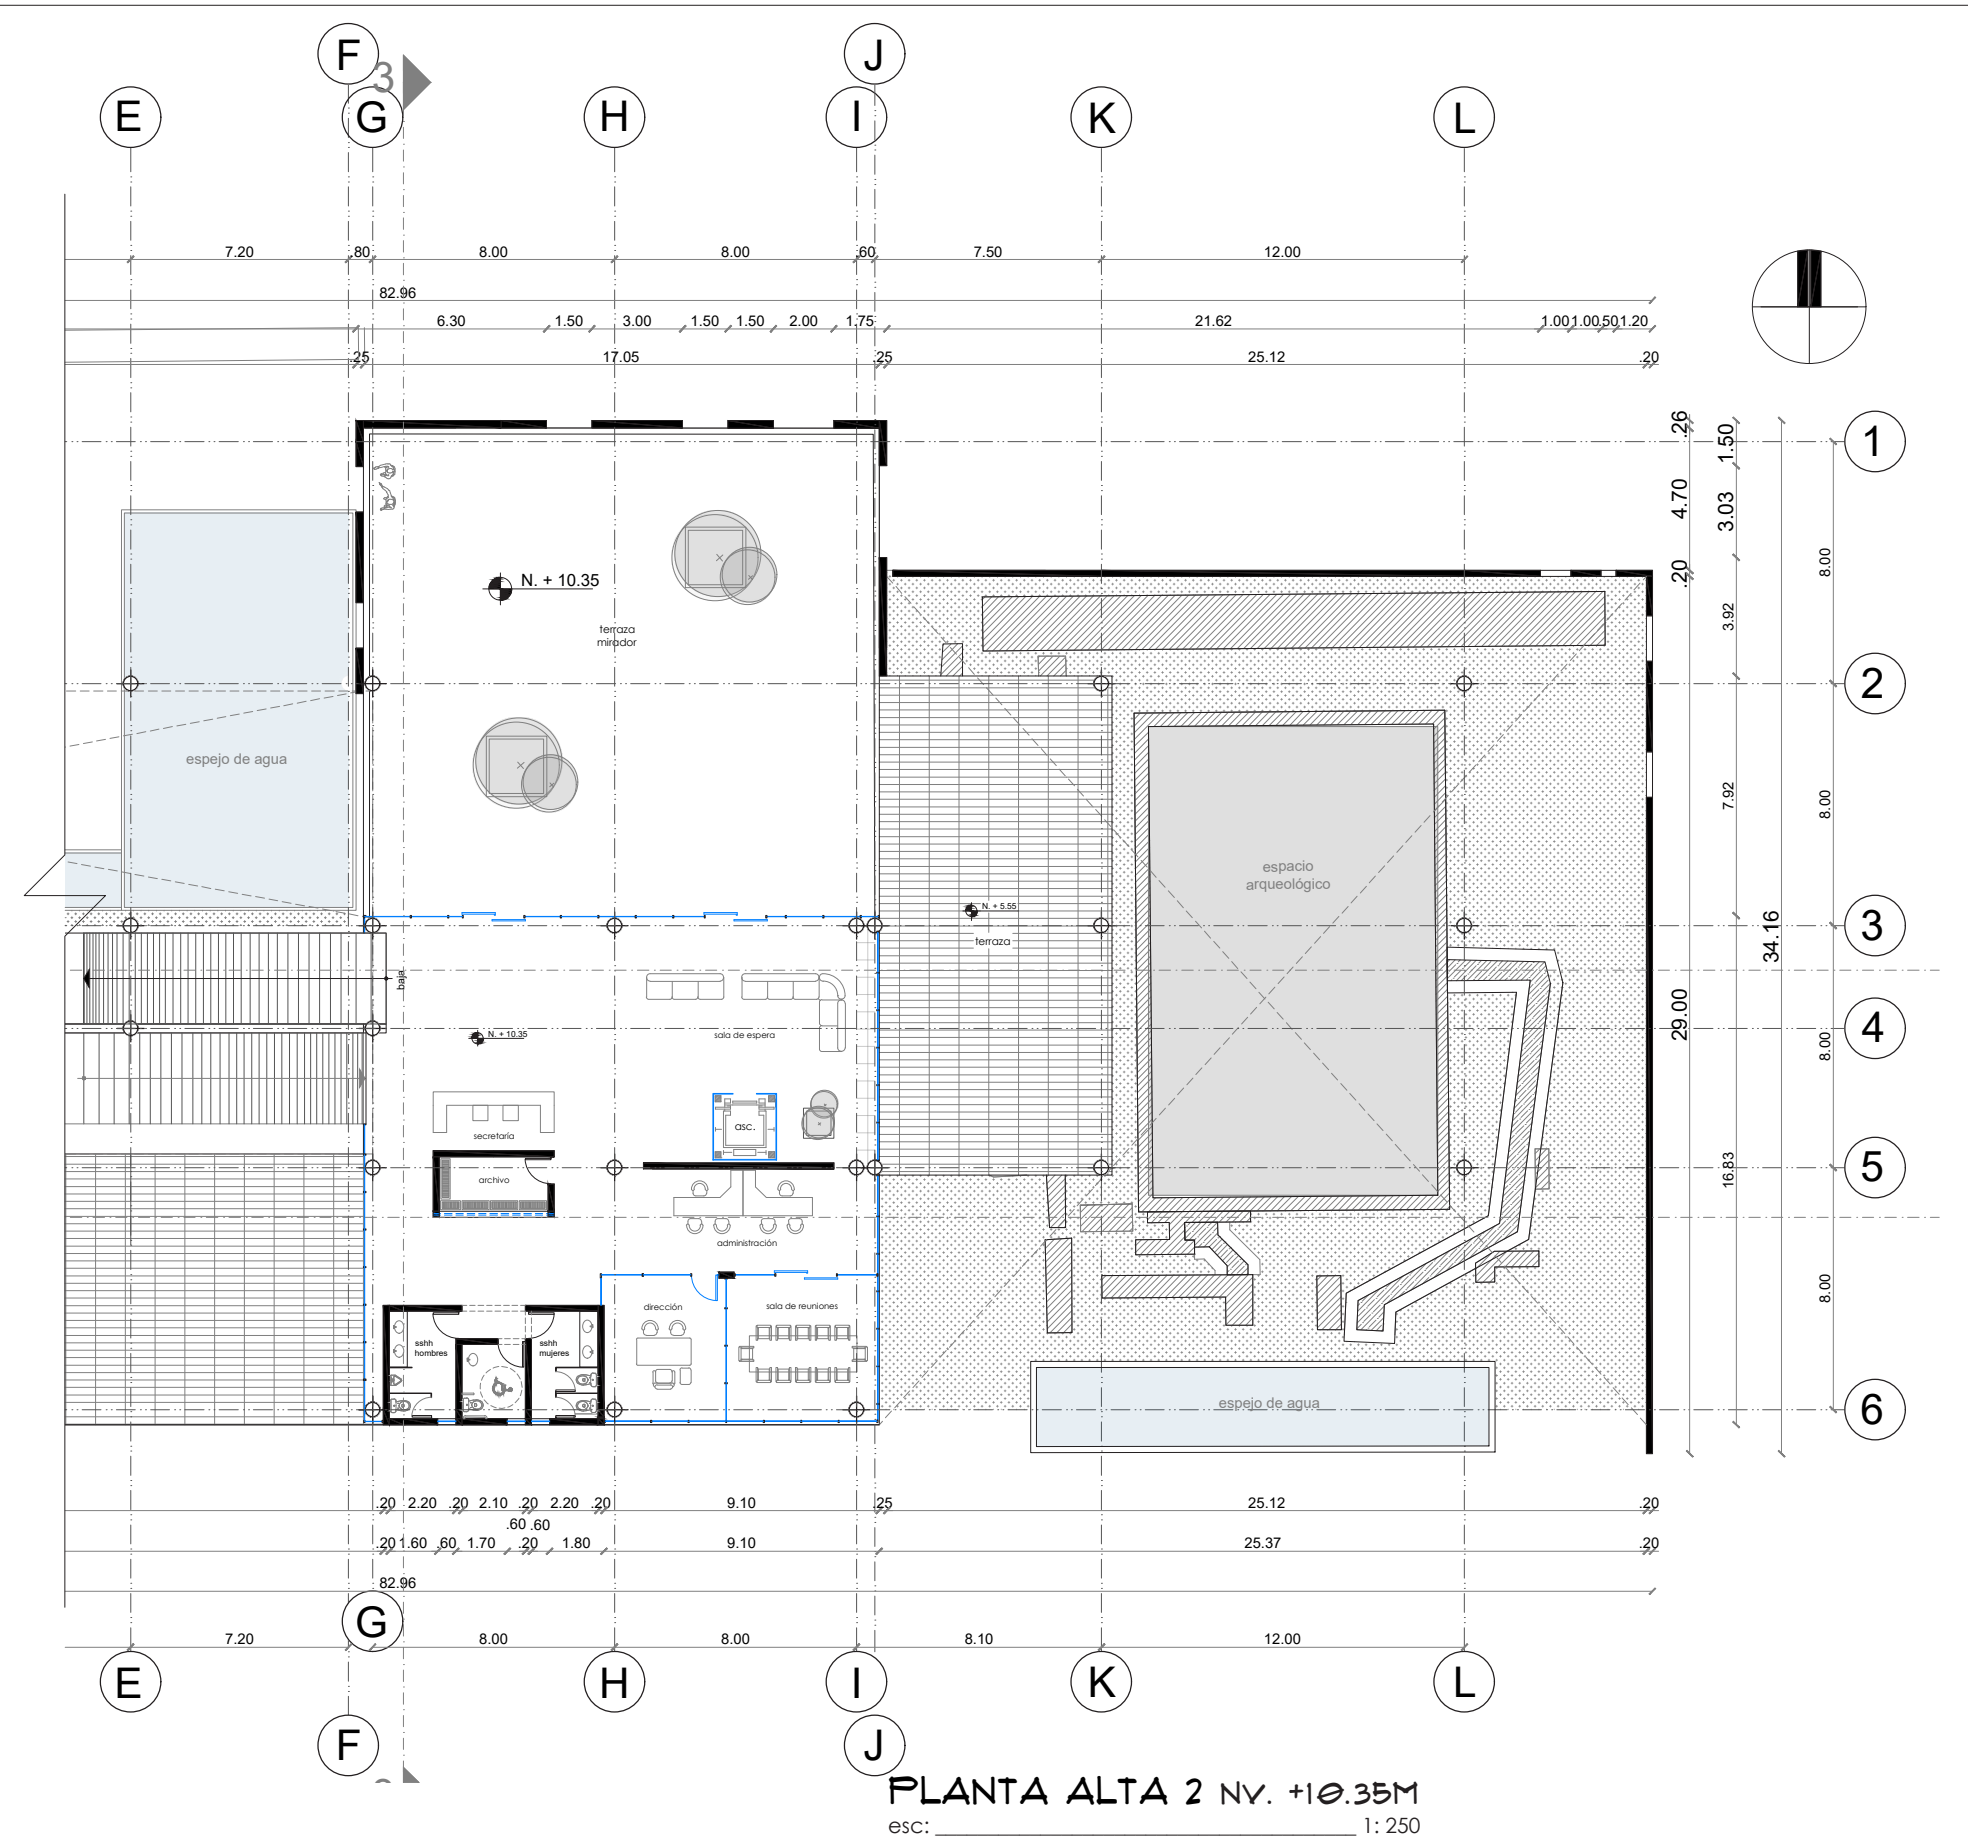 F
J
3
E
G
H
I
K
L
7.20
.80
8.00
8.00
.60
7.50
12.00
82.96
6.30
1.50
3.00
1.50
1.50
2.00
1.75
21.62
1.00
1.00
.50
1.20
.25
17.05
.25
25.12
.20
.26
1.50
1
4.70
3.03
8.00
N. + 10.35
.20
terraza
mirador
3.92
2
espejo de agua
7.92
8.00
espacio
arqueológico
N. + 5.55
terraza
34.16
3
baja
N. + 10.35
sala de espera
29.00
4
8.00
secretaría
asc.
archivo
5
16.83
administración
8.00
dirección
sala de reuniones
sshh
hombres
sshh
mujeres
espejo de agua
6
.20
2.20
.20
2.10
.20
2.20
.20
9.10
.25
25.12
.20
.60
.60
.20
1.60
.60
1.70
.20
1.80
9.10
25.37
.20
82.96
G
7.20
8.00
8.00
8.10
12.00
E
H
I
K
L
F
J
PLANTA ALTA 2 NV. +10.35M
esc: 1: 250